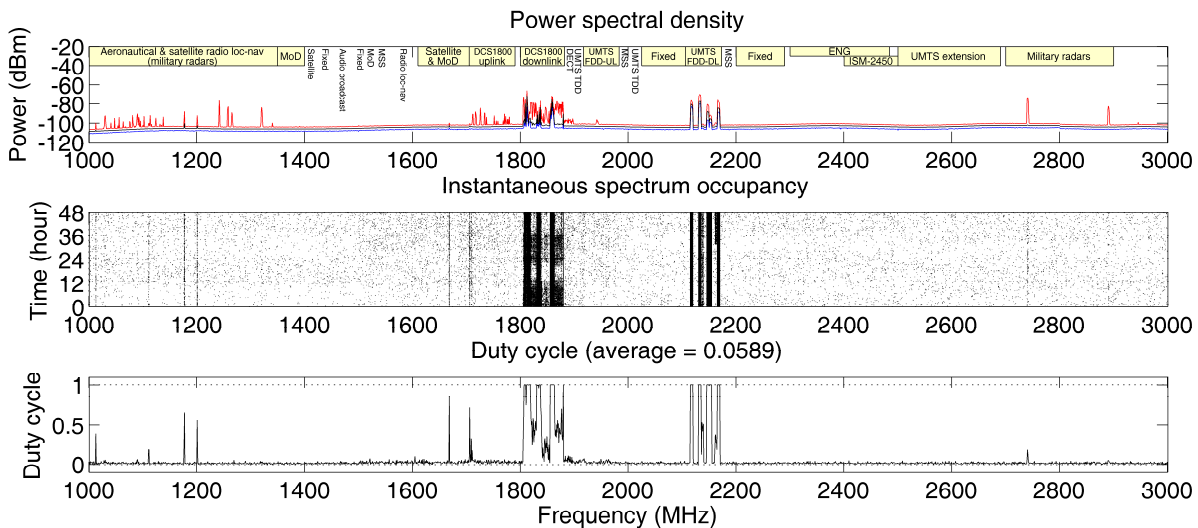 Power spectral density
Power (dBm)
-20
-40
-60
-80
-100
-120
Aeronautical & satellite radio loc-nav
(military radars)
MoD
Satellite
Fixed
Audio broadcast
Fixed
MoD
MSS
Radio loc-nav
Satellite
& MoD
DCS1800
uplink
DCS1800
downlink
DECT
UMTS TDD
UMTS
FDD-UL
MSS
UMTS TDD
Fixed
UMTS
FDD-DL
MSS
Fixed
ENG
ISM-2450
UMTS extension
Military radars
1000 1200 1400 1600 1800 2000 2200 2400 2600 2800 3000
Instantaneous spectrum occupancy
Time (hour)
48
36
24
12
0
1000 1200 1400 1600 1800 2000 2200 2400 2600 2800 3000
Duty cycle (average = 0.0589)
Duty cycle
1
0.5
0
1000 1200 1400 1600 1800 2000 2200 2400 2600 2800 3000
Frequency (MHz)